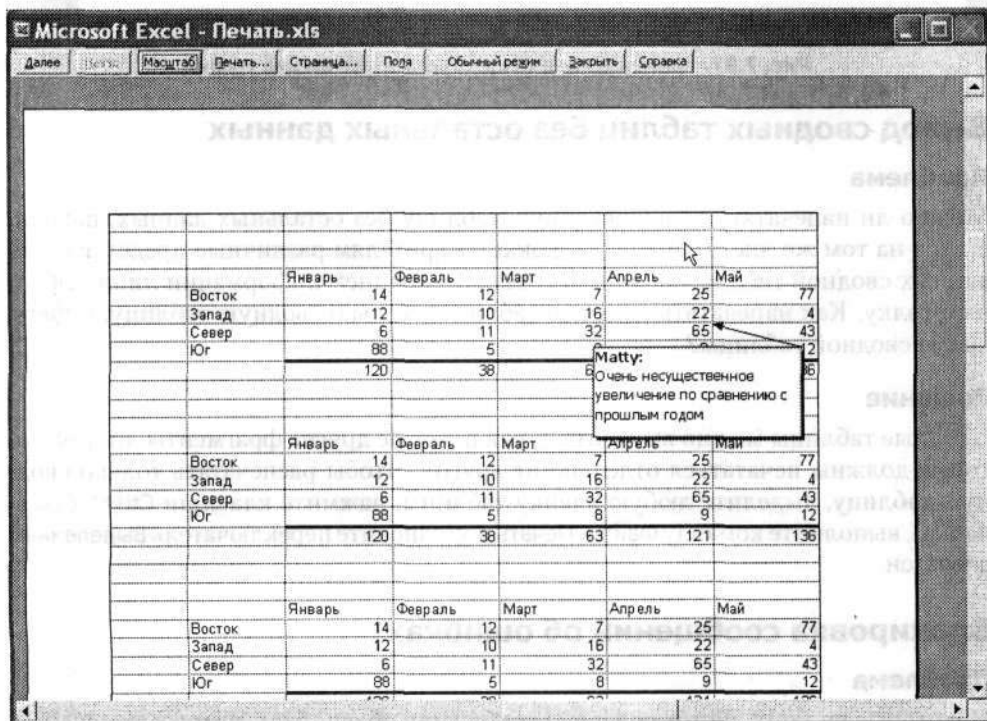 Microsoft Excel - Печать.xls
Далее Масштаб Печать... Страница... Поля Обычный режим Закрыть Справка
Январь Февраль Март Апрель Май
Восток 14 12 7 25 77
Запад 12 10 16 22
Север 6 11 32 65 43
Юг 88 5 12
120 38
Matty:
Очень несущественное
увеличение по сравнению с
прошлым годом
Январь Февраль Март Апрель Май
Восток 14 12 7 25 77
Запад 12 10 16 22 4
Север 6 11 32 65 43
Юг 88 5 8 9 12
120 38 63 121 136
Январь Февраль Март Апрель Май
Восток 14 12 7 25 77
Запад 12 10 16 22 4
Север 6 11 32 65 43
Юг 88 5 8 9 12